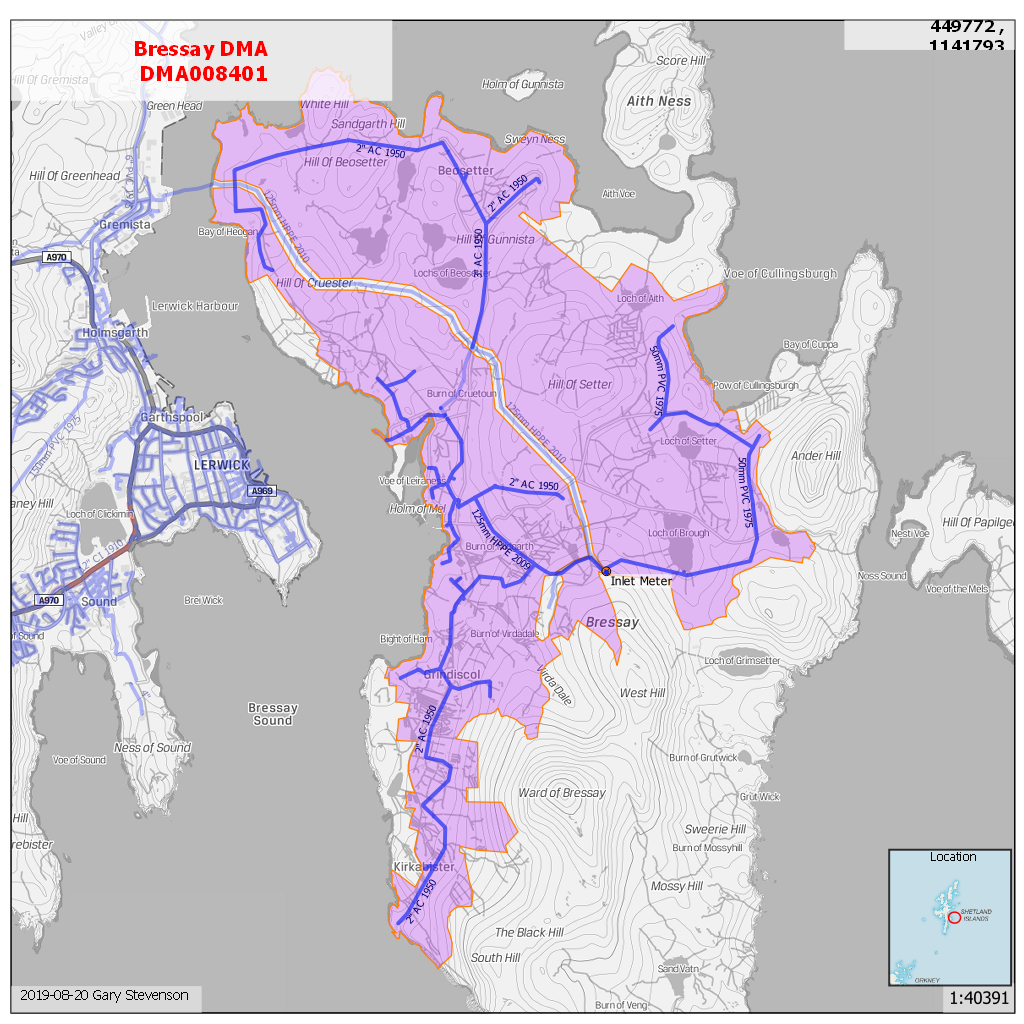 Bressay DMA
DMA008401
449772 ,
1141793
Valley Of
Hill Of Gremista
Green Head
White Hill
Sandgarth Hill
Holm of Gunnista
Score Hill
Aith Ness
Sweyn Ness
2" AC 1950
Hill Of Beosetter
Beosetter
2" AC 1950
Hill Of Greenhead
Aith Voe
Gremista
Bay of Heogan
125mm HPPE 2010
3" AC 1950
Hill Of Gunnista
A970
Lochs of Beosetter
Voe of Cullingsburgh
Hill Of Cruester
Loch of Aith
Lerwick Harbour
Holmsgarth
Bay of Cuppa
50mm PVC 1975
Hill Of Setter
Pow of Cullingsburgh
Burn of Cruetoun
Garthspool
125mm HPPE 2010
150mm PVC 1975
Loch of Setter
Ander Hill
LERWICK
A969
Voe of Leiraness
2" AC 1950
50mm PVC 1975
aney Hill
Loch of Clickimin
Holm of Mel
Hill Of Papilgeo
Nesti Voe
125mm HPPE 2009
Loch of Brough
2" CI 1910
Inlet Meter
Noss Sound
Voe of the Mels
A970
Sound
Brei Wick
of Sound
Bight of Ham
Burn of Virdadale
Bressay
Loch of Grimsetter
Grindiscol
Virda Dale
West Hill
4"
Bressay
Sound
2" AC 1950
Ness of Sound
Voe of Sound
Burn of Grutwick
Ward of Bressay
Grut Wick
Hill
Sweerie Hill
rebister
Burn of Mossyhill
Location
Kirkabister
Mossy Hill
2" AC 1950
SHETLAND
ISLANDS
The Black Hill
South Hill
Sand Vatn
ORKNEY
2019-08-20 Gary Stevenson
Burn of Veng
1:40391